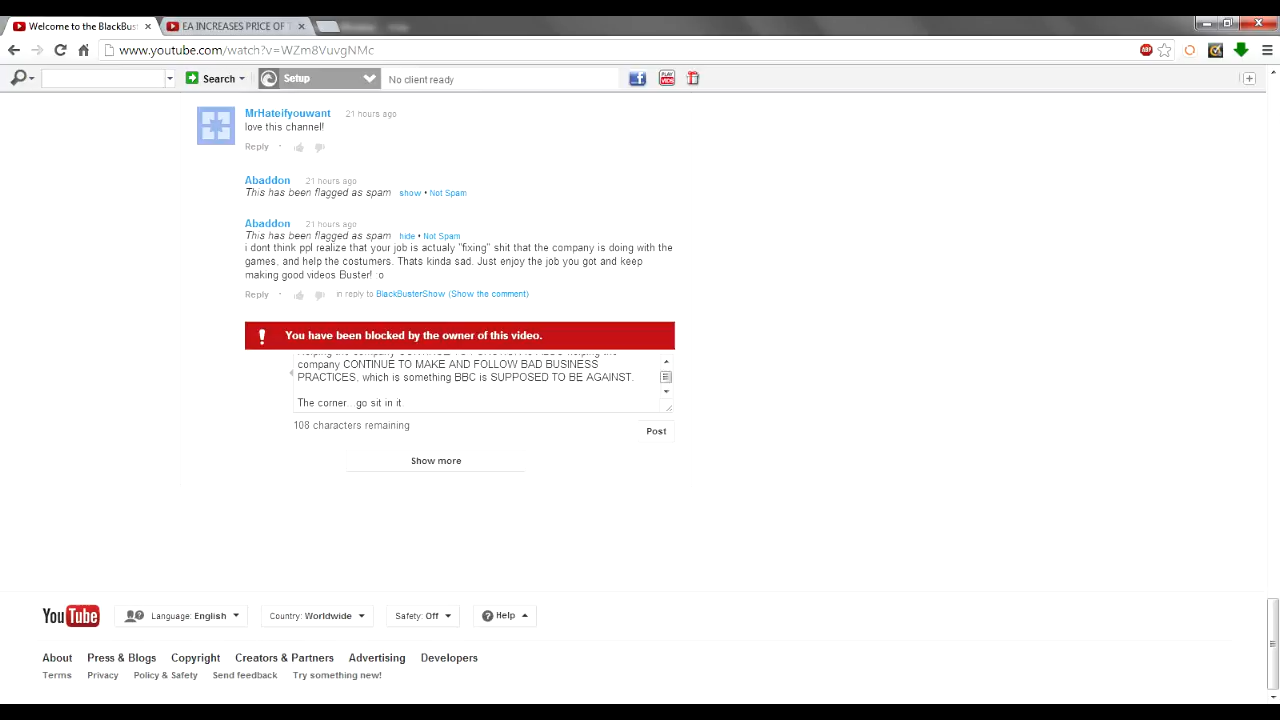 Welcome to the BlackBus
EA INCREASES PRICE OF
www.youtube.com/watch?v=WZm8VuvgNMc
ABP
Search
Setup
No client ready
PLAY VIDS
MrHateifyouwant 21 hours ago
love this channel!
Reply ·
Abaddon 21 hours ago
This has been flagged as spam show • Not Spam
Abaddon 21 hours ago
This has been flagged as spam hide • Not Spam
i dont think ppl realize that your job is actualy "fixing" shit that the company is doing with the
games, and help the costumers. Thats kinda sad. Just enjoy the job you got and keep
making good videos Buster! :o
Reply · in reply to BlackBusterShow (Show the comment)
You have been blocked by the owner of this video.
company CONTINUE TO MAKE AND FOLLOW BAD BUSINESS
PRACTICES, which is something BBC is SUPPOSED TO BE AGAINST.
The corner...go sit in it
108 characters remaining
Post
Show more
YouTube
Language: English
Country: Worldwide
Safety: Off
Help
About Press & Blogs Copyright Creators & Partners Advertising Developers
Terms Privacy Policy & Safety Send feedback Try something new!